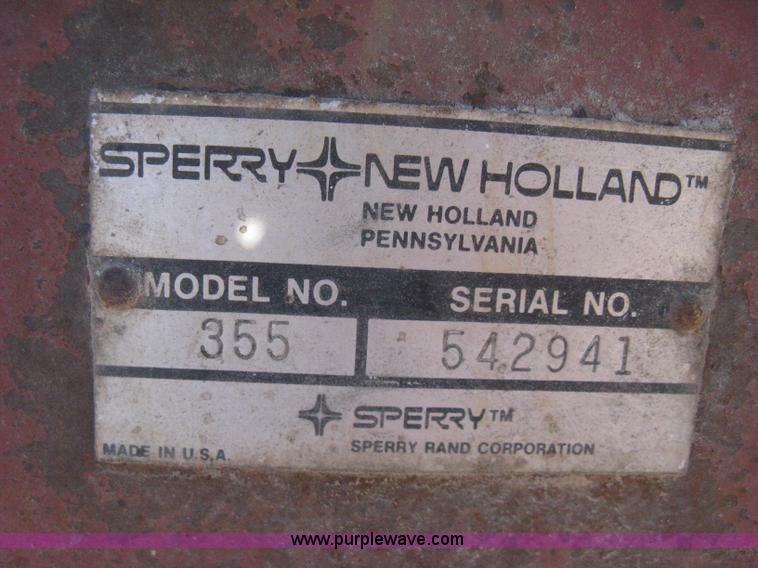 SPERRY NEW HOLLAND™
NEW HOLLAND
PENNSYLVANIA
MODEL NO. SERIAL NO.
355 542941
SPERRY™
MADE IN U.S.A. SPERRY RAND CORPORATION
www.purplewave.com